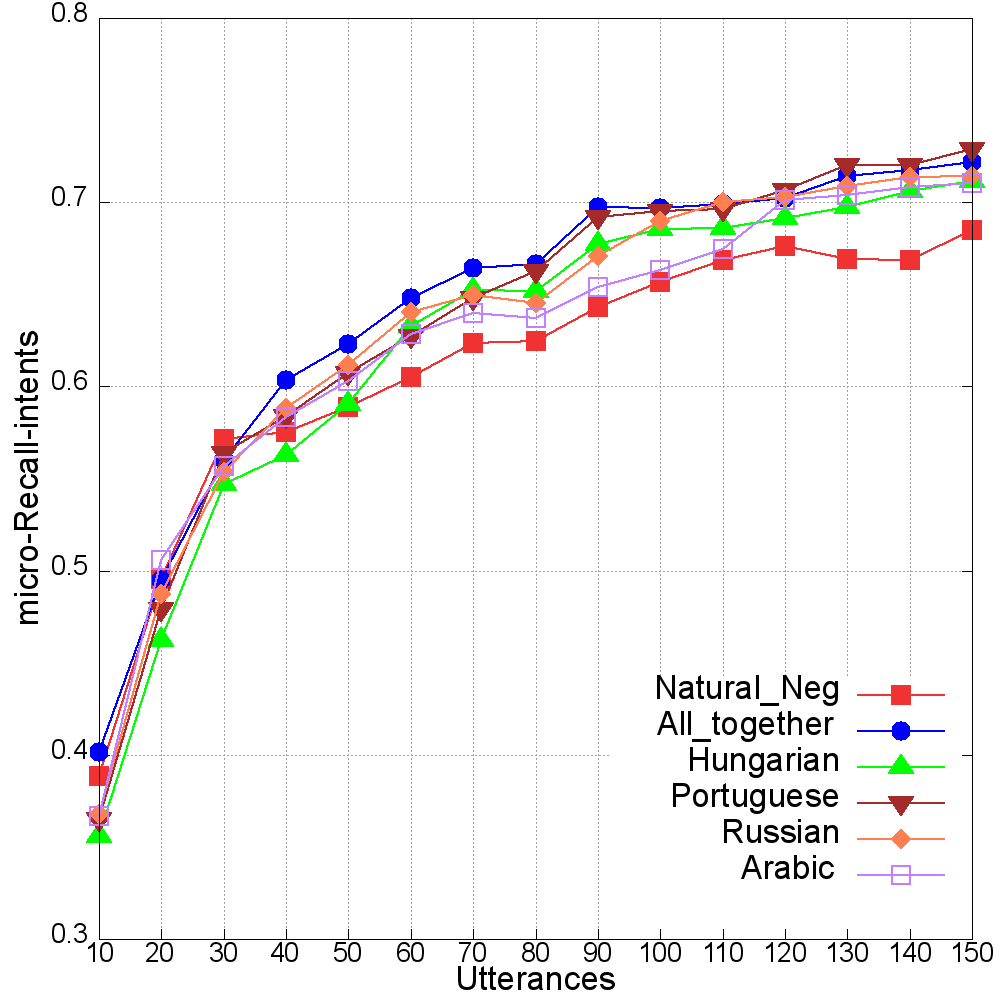 0.8
0.7
0.6
0.5
0.4
0.3
micro-Recall-intents
Natural_Neg
All_together
Hungarian
Portuguese
Russian
Arabic
10 20 30 40 50 60 70 80 90 100 110 120 130 140 150
Utterances